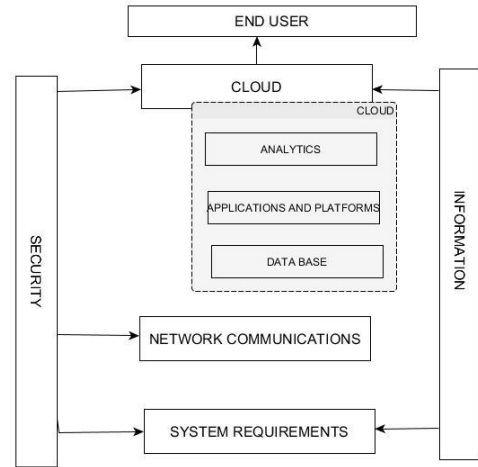 END USER
CLOUD
CLOUD
ANALYTICS
APPLICATIONS AND PLATFORMS
DATA BASE
SECURITY
INFORMATION
NETWORK COMMUNICATIONS
SYSTEM REQUIREMENTS